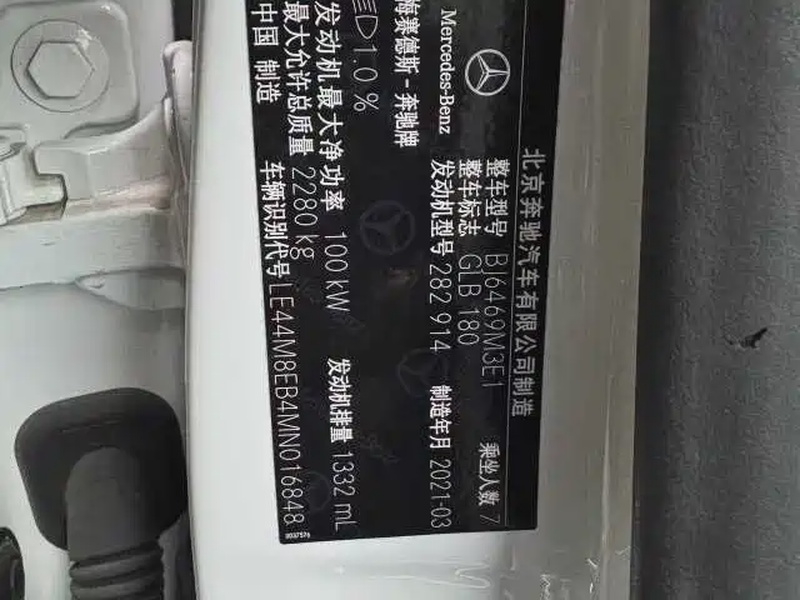 北京奔驰汽车有限公司制造
Mercedes-Benz
梅赛德斯-奔驰牌
整车型号 BJ6469M3E1
乘坐人数 7
整车标志 GLB 180
发动机型号 282 914
制造年月 2021-03
1.0 %
发动机最大净功率 100 kW
发动机排量 1332 mL
最大允许总质量 2280 kg
中国 制造
车辆识别代号 LE44M8EB4MN016848